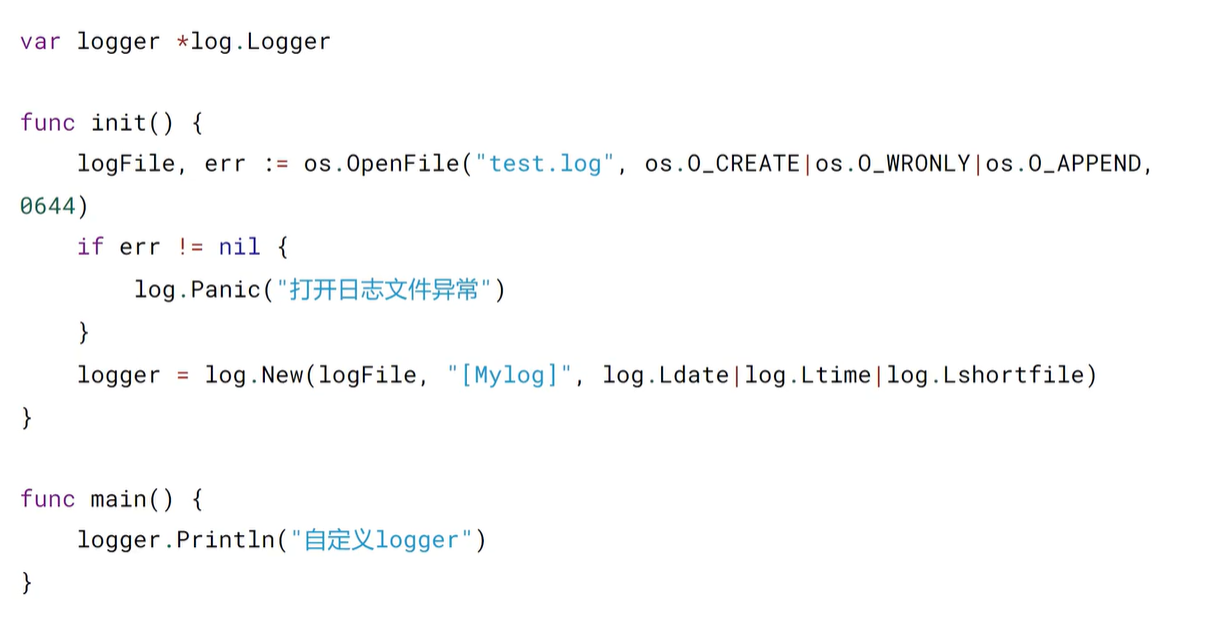 var logger *log.Logger
func init() {
    logFile, err := os.OpenFile("test.log", os.O_CREATE|os.O_WRONLY|os.O_APPEND,
0644)
    if err != nil {
        log.Panic("打开日志文件异常")
    }
    logger = log.New(logFile, "[Mylog]", log.Ldate|log.Ltime|log.Lshortfile)
}
func main() {
    logger.Println("自定义logger")
}